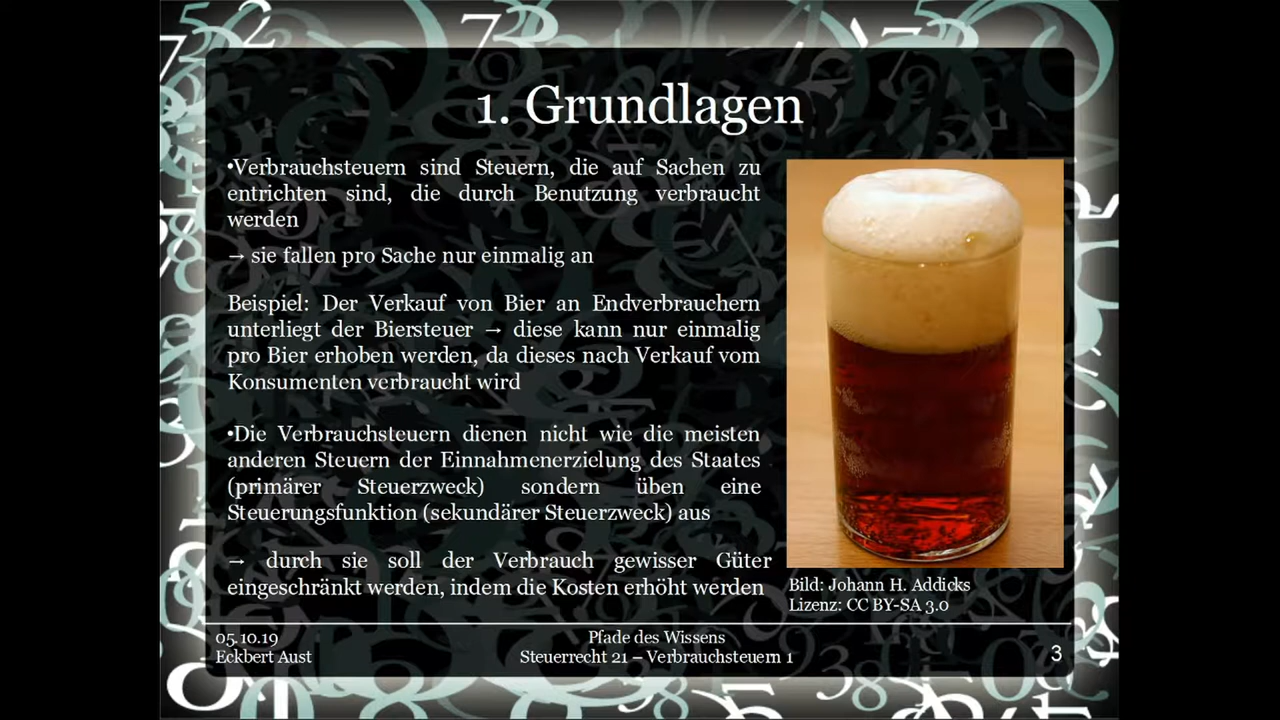 1. Grundlagen
•Verbrauchsteuern sind Steuern, die auf Sachen zu
entrichten sind, die durch Benutzung verbraucht
werden
→ sie fallen pro Sache nur einmalig an
Beispiel: Der Verkauf von Bier an Endverbrauchern
unterliegt der Biersteuer → diese kann nur einmalig
pro Bier erhoben werden, da dieses nach Verkauf vom
Konsumenten verbraucht wird
•Die Verbrauchsteuern dienen nicht wie die meisten
anderen Steuern der Einnahmenerzielung des Staates
(primärer Steuerzweck) sondern üben eine
Steuerungsfunktion (sekundärer Steuerzweck) aus
→ durch sie soll der Verbrauch gewisser Güter
eingeschränkt werden, indem die Kosten erhöht werden
Bild: Johann H. Addicks
Lizenz: CC BY-SA 3.0
05.10.19
Eckbert Aust
Pfade des Wissens
Steuerrecht 21 – Verbrauchsteuern 1
3